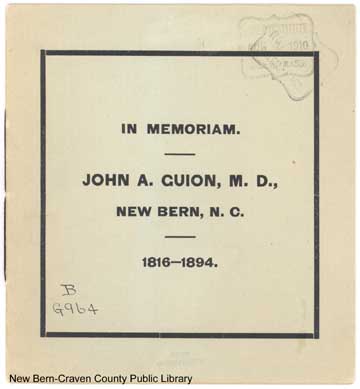 IN MEMORIAM.
JOHN A. GUION, M. D.,
NEW BERN, N. C.
1816—1894.
B
G964
New Bern-Craven County Public Library